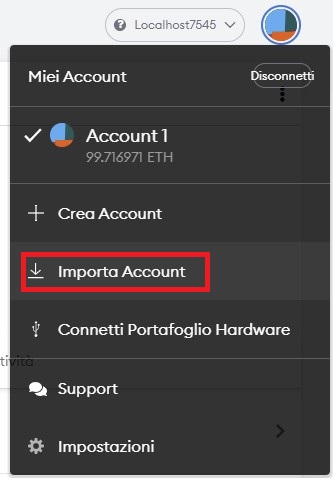 Localhost7545
Miei Account
Disconnetti
Account 1
99.716971 ETH
Crea Account
Importa Account
Connetti Portafoglio Hardware
tività
Support
Impostazioni